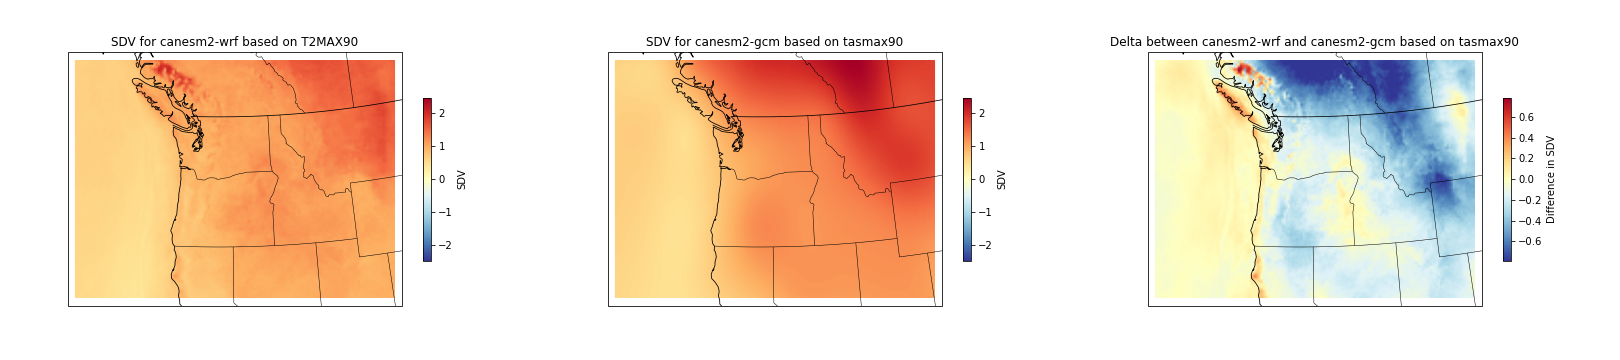 SDV for canesm2-wrf based on T2MAX90
2
1
0
−1
−2
SDV
SDV for canesm2-gcm based on tasmax90
2
1
0
−1
−2
SDV
Delta between canesm2-wrf and canesm2-gcm based on tasmax90
0.6
0.4
0.2
0.0
−0.2
−0.4
−0.6
Difference in SDV